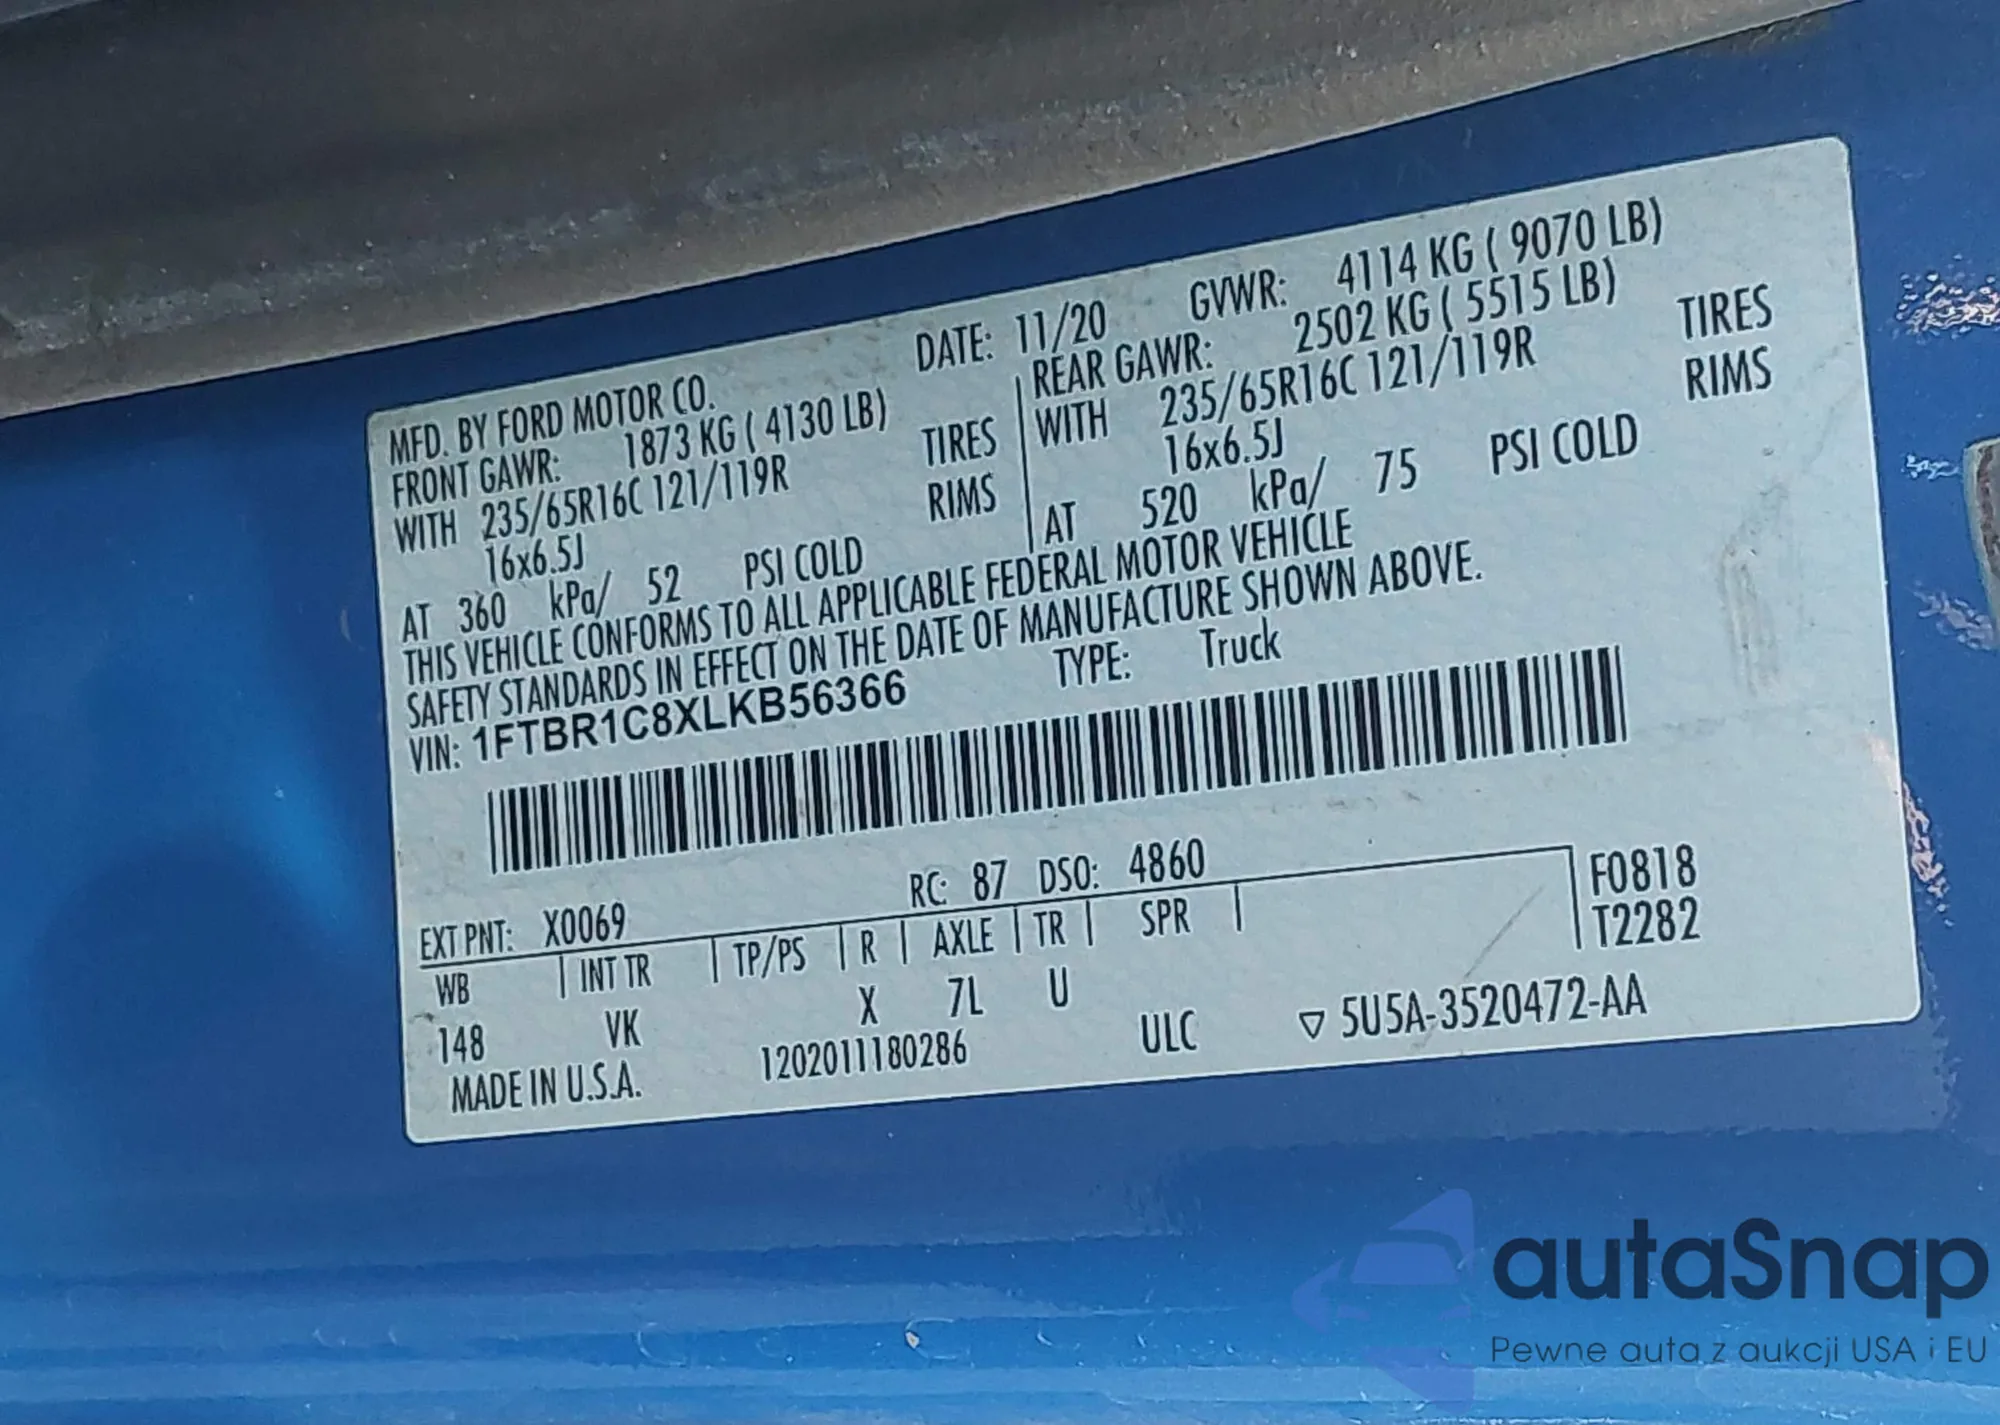 MFD. BY FORD MOTOR CO.
DATE: 11/20
GVWR: 4114 KG ( 9070 LB)
FRONT GAWR: 1873 KG ( 4130 LB)
WITH 235/65R16C 121/119R TIRES
16x6.5J RIMS
AT 360 kPa/ 52 PSI COLD
REAR GAWR: 2502 KG ( 5515 LB)
WITH 235/65R16C 121/119R TIRES
16x6.5J RIMS
AT 520 kPa/ 75 PSI COLD
THIS VEHICLE CONFORMS TO ALL APPLICABLE FEDERAL MOTOR VEHICLE
SAFETY STANDARDS IN EFFECT ON THE DATE OF MANUFACTURE SHOWN ABOVE.
VIN: 1FTBR1C8XLKB56366 TYPE: Truck
EXT PNT: X0069 RC: 87 DSO: 4860
WB | INT TR | TP/PS | R | AXLE | TR | SPR |
F0818
T2282
148 VK X 7L U
MADE IN U.S.A. 1202011180286 ULC ▽ 5U5A-3520472-AA
autaSnap
Pewne auta z aukcji USA i EU